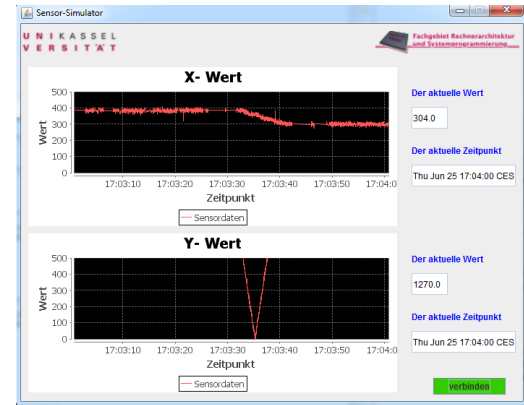 Sensor-Simulator
U N I K A S S E L
V E R S I T 'A' T
Fachgebiet Rechnerarchitektur
und Systemprogrammierung
X- Wert
500
400
300
200
100
0
Wert
17:03:10 17:03:20 17:03:30 17:03:40 17:03:50 17:04:0
Zeitpunkt
Sensordaten
Der aktuelle Wert
304.0
Der aktuelle Zeitpunkt
Thu Jun 25 17:04:00 CES
Y- Wert
500
400
300
200
100
0
Wert
17:03:10 17:03:20 17:03:30 17:03:40 17:03:50 17:04:0
Zeitpunkt
Sensordaten
Der aktuelle Wert
1270.0
Der aktuelle Zeitpunkt
Thu Jun 25 17:04:00 CES
verbinden